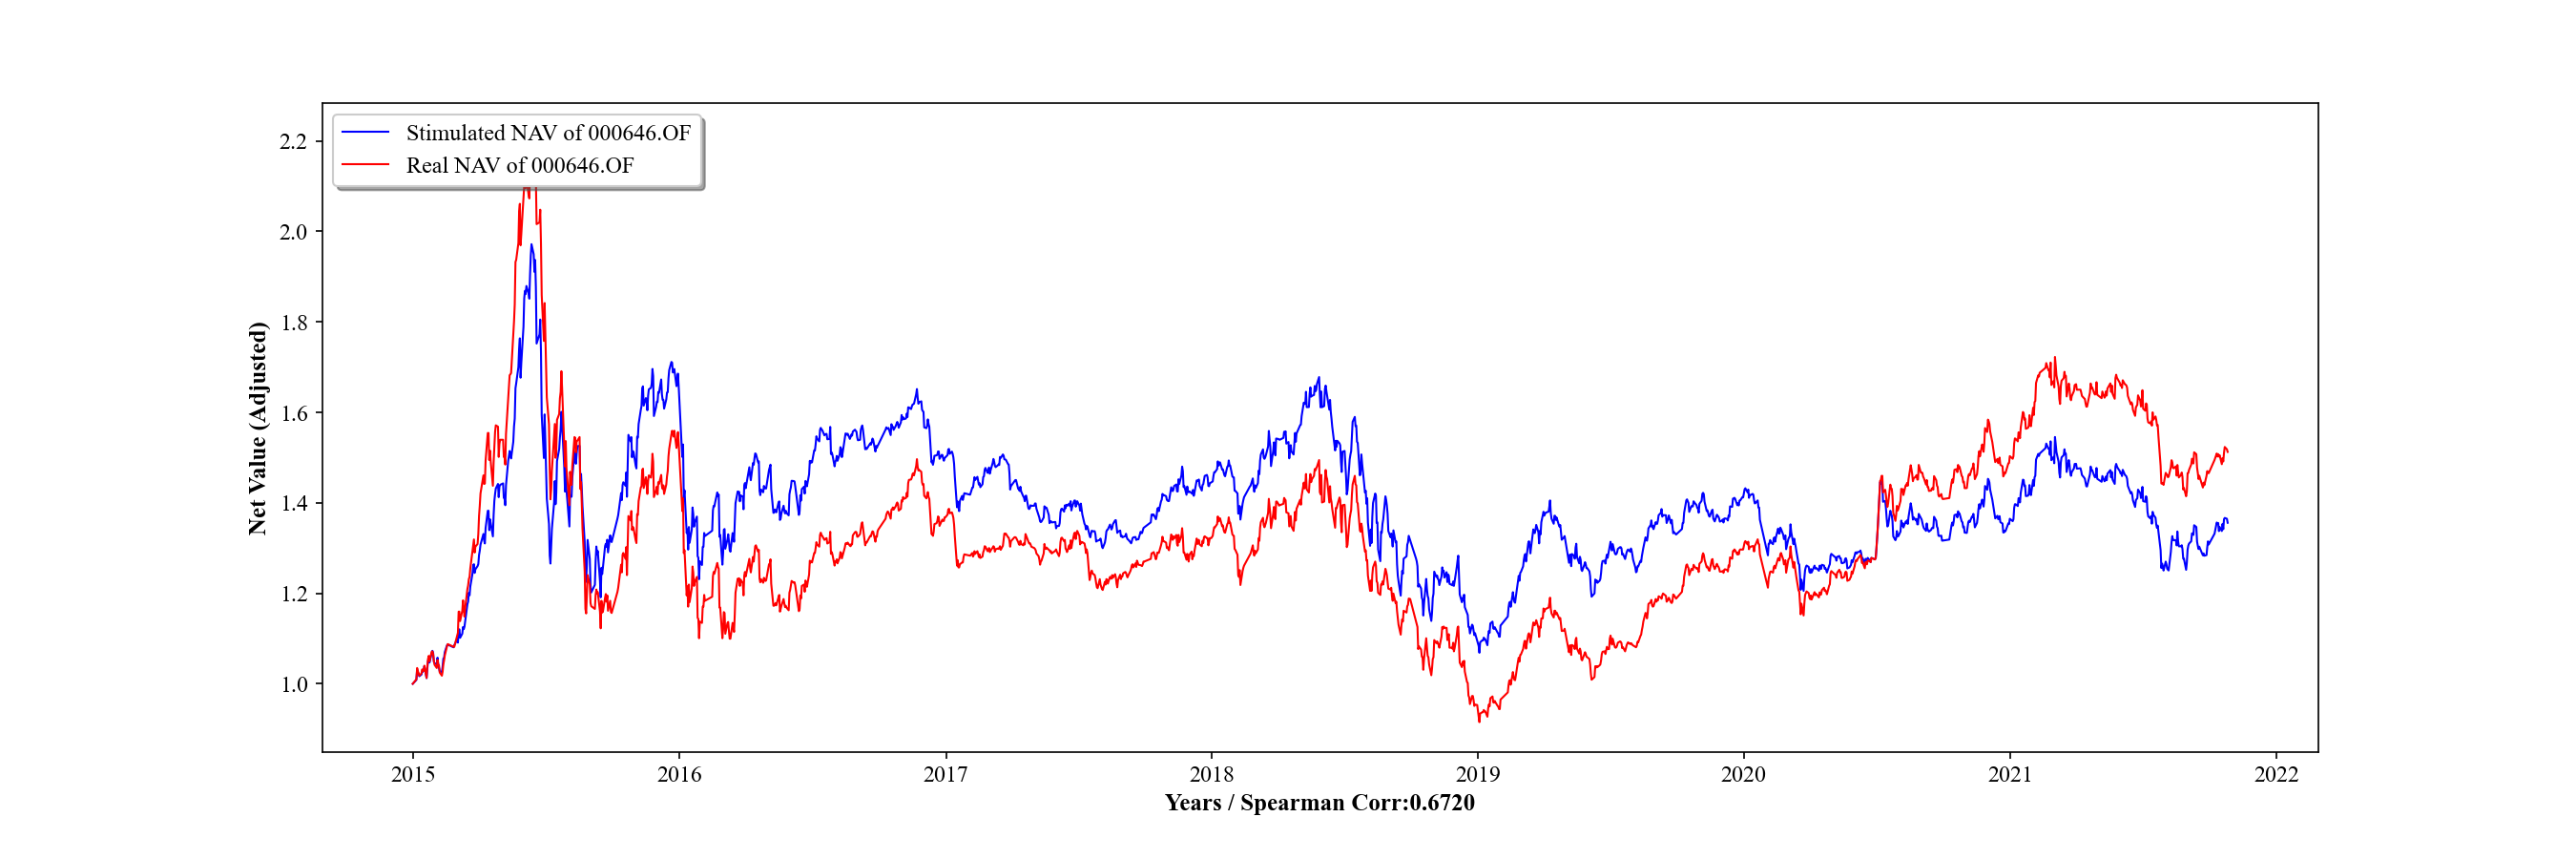 Stimulated NAV of 000646.OF
Real NAV of 000646.OF
Net Value (Adjusted)
2.2
2.0
1.8
1.6
1.4
1.2
1.0
2015 2016 2017 2018 2019 2020 2021 2022
Years / Spearman Corr:0.6720